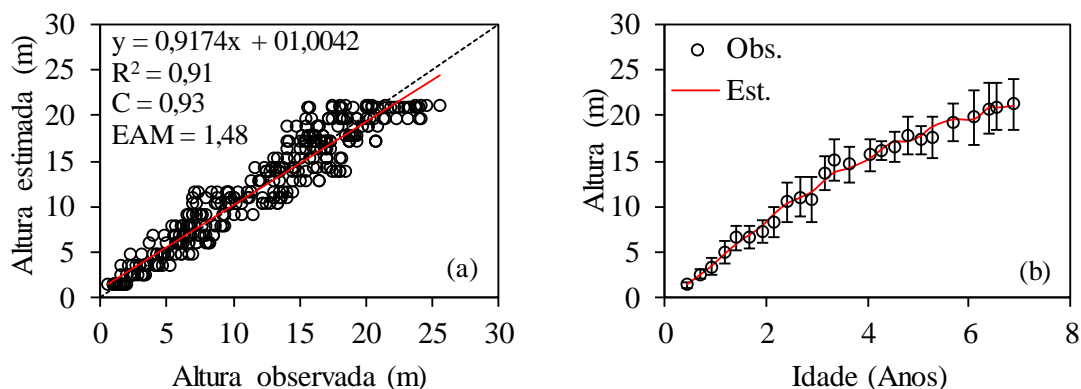 30
25
20
15
10
5
0
Altura estimada (m)
y = 0,9174x + 01,0042
R² = 0,91
C = 0,93
EAM = 1,48
(a)
0 5 10 15 20 25 30
Altura observada (m)
30
25
20
15
10
5
0
Altura (m)
Obs.
Est.
(b)
0 2 4 6 8
Idade (Anos)